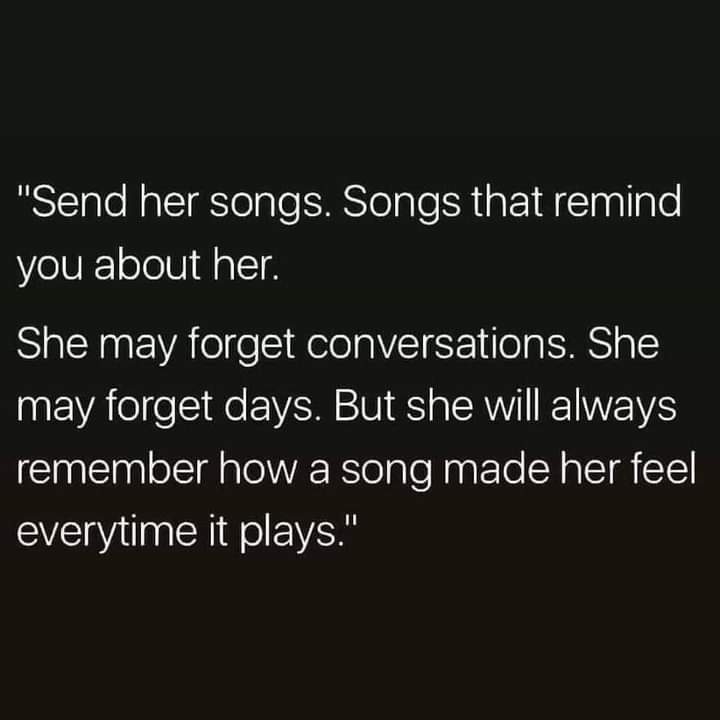 "Send her songs. Songs that remind
you about her.
She may forget conversations. She
may forget days. But she will always
remember how a song made her feel
everytime it plays."